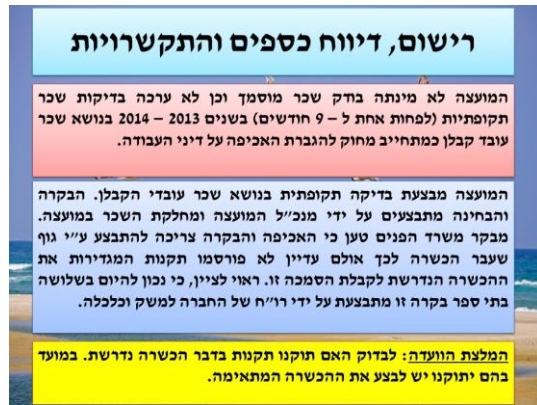 רישום, דיווח כספים והתקשרויות
המועצה לא מינתה בודק שכר מוסמך וכן לא ערכה בדיקות שכר
תקופתיות (לפחות אחת ל – 9 חודשים) בשנים 2013 – 2014 בנושא שכר
עובד קבלן כמתחייב מחוק להגברת האכיפה על דיני העבודה.
המועצה מבצעת בדיקה תקופתית בנושא שכר עובדי הקבלן. הבקרה
והבחינה מתבצעים על ידי מנכ״ל המועצה ומחלקת השכר במועצה.
מבקר משרד הפנים טען כי האכיפה והבקרה צריכה להתבצע ע״י גוף
שעבר הכשרה לכך אולם עדיין לא פורסמו תקנות המגדירות את
ההכשרה הנדרשת לקבלת הסמכה זו. ראוי לציין, כי נכון להיום בשלושה
בתי ספר בקרה זו מתבצעת על ידי רו״ח של החברה למשק וכלכלה.
המלצת הוועדה: לבדוק האם תוקנו תקנות בדבר הכשרה נדרשת. במועד
בהם יתוקנו יש לבצע את ההכשרה המתאימה.